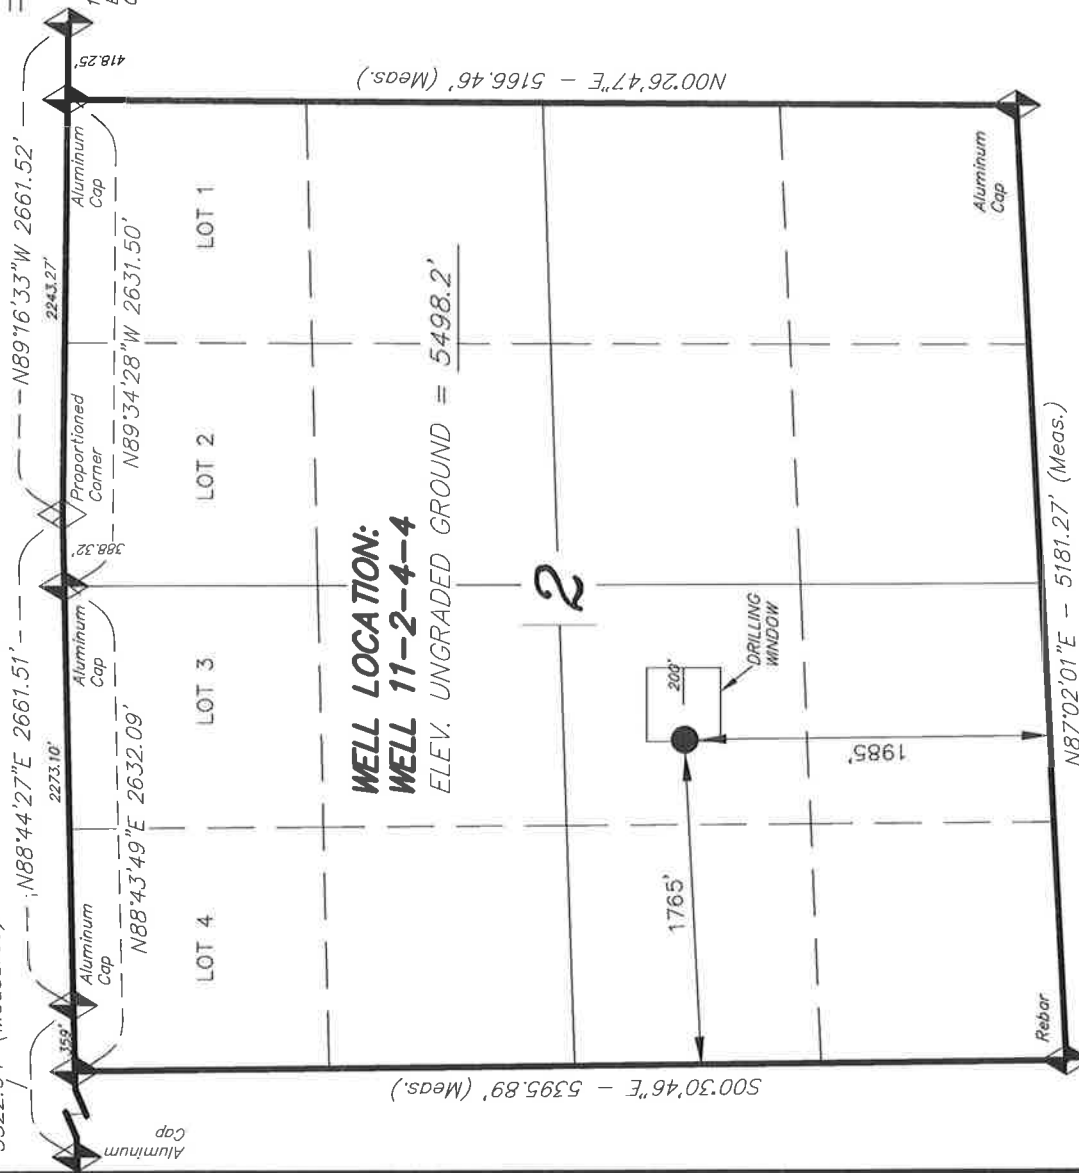 N89°16'33"W 2661.52'
N88°44'27"E 2661.51'
418.25'
2243.27'
388.32'
2273.10'
359'
Aluminum
Cap
Aluminum
Cap
Proportioned
Corner
Aluminum
Cap
Aluminum
Cap
N89°34'28"W 2631.50'
N88°43'49"E 2632.09'
LOT 4
LOT 3
LOT 2
LOT 1
WELL LOCATION:
WELL 11-2-4-4
ELEV. UNGRADED GROUND = 5498.2'
2
200'
DRILLING
WINDOW
1765'
1985'
S00°30'46"E - 5395.89' (Meas.)
N00°26'47"E - 5166.46' (Meas.)
Rebar
Aluminum
Cap
N87°02'01"E - 5181.27' (Meas.)